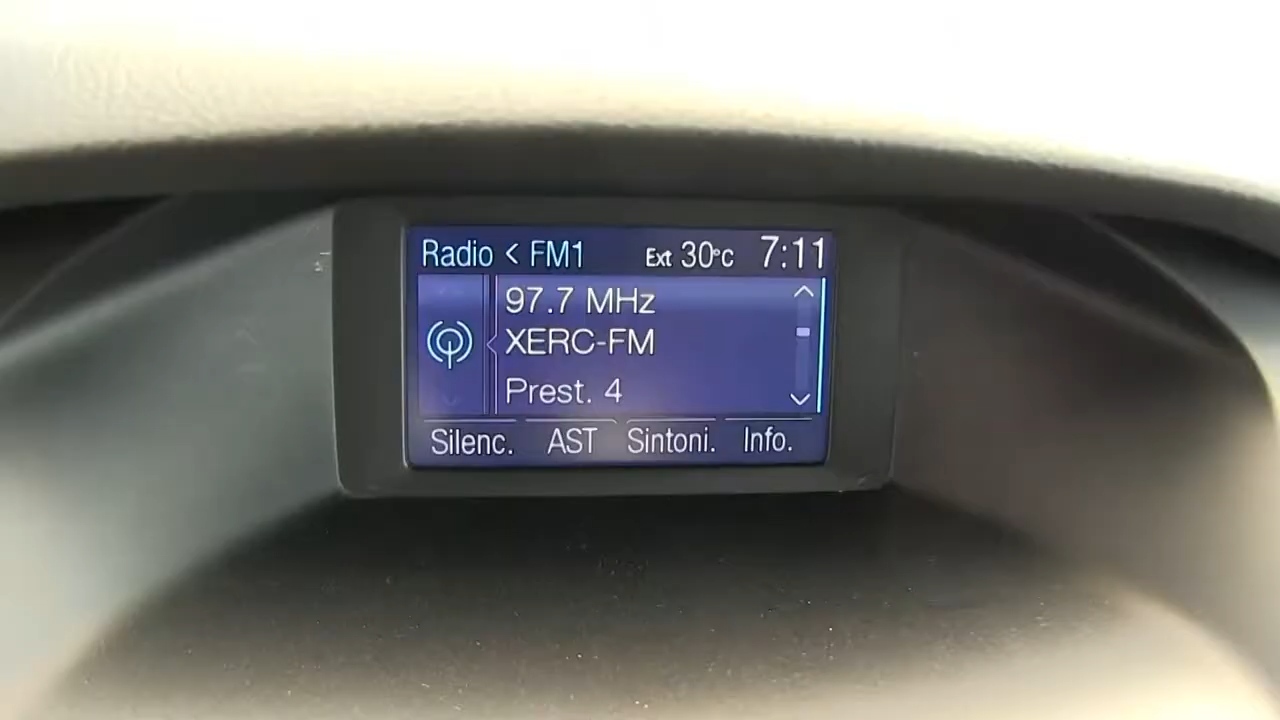 Radio < FM1 Ext 30°C 7:11
97.7 MHz
XERC-FM
Prest. 4
Silenc. AST Sintoni. Info.